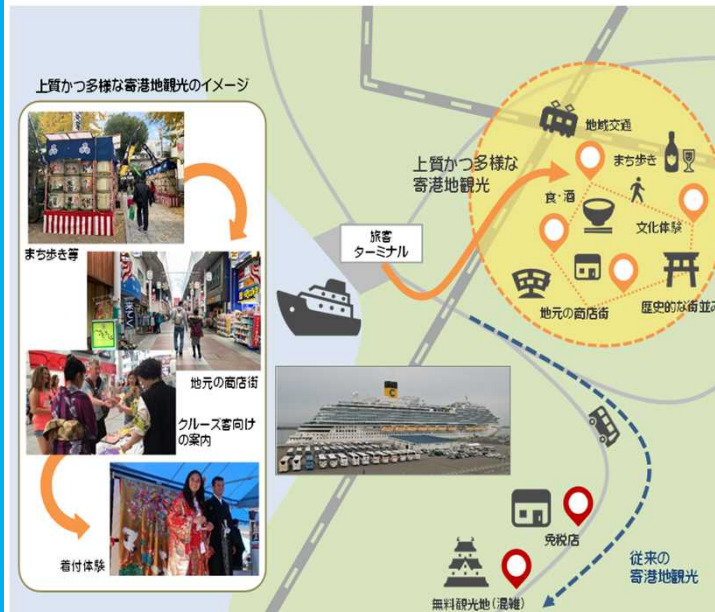 上質かつ多様な寄港地観光のイメージ
まち歩き等
地元の商店街
クルーズ客向け
の案内
着付体験
旅客
ターミナル
上質かつ多様な
寄港地観光
地域交通
まち歩き
食・酒
文化体験
地元の商店街
歴史的な街並み
免税店
無料観光地(混雑)
従来の
寄港地観光